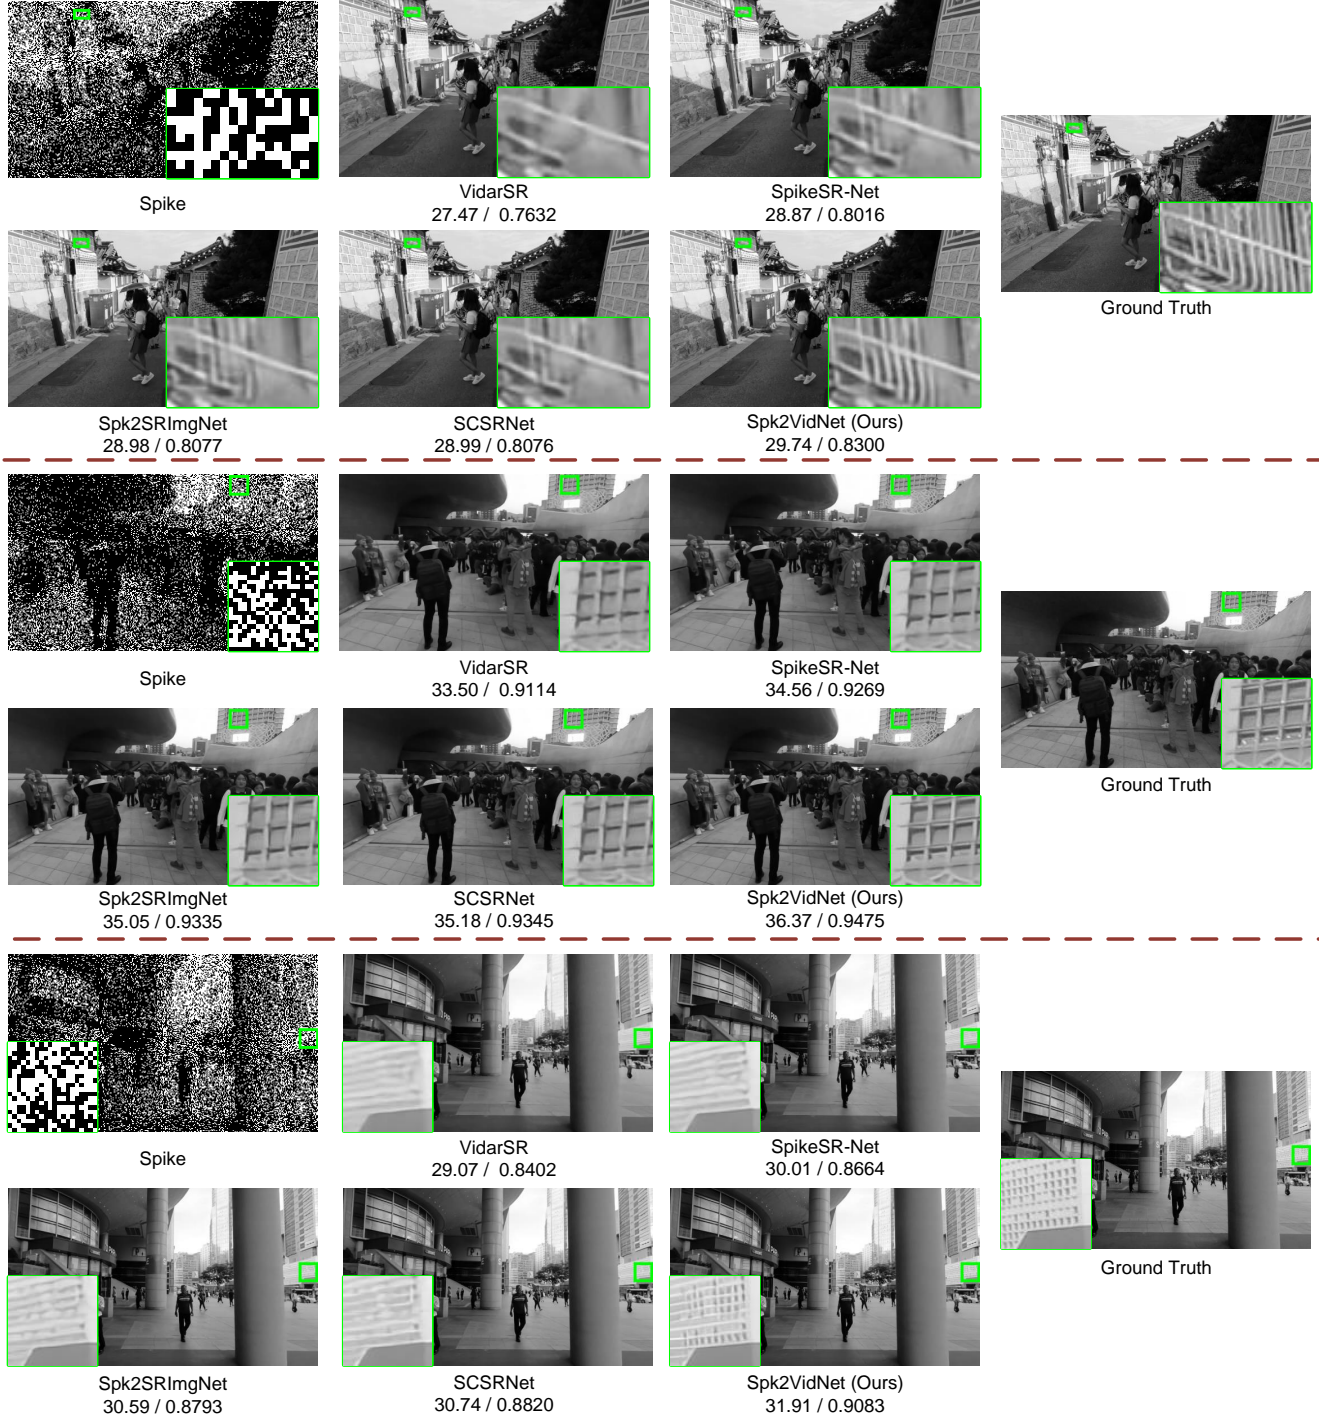 Spike
VidarSR
27.47 / 0.7632
SpikeSR-Net
28.87 / 0.8016
Spk2SRImgNet
28.98 / 0.8077
SCSRNet
28.99 / 0.8076
Spk2VidNet (Ours)
29.74 / 0.8300
Ground Truth
Spike
VidarSR
33.50 / 0.9114
SpikeSR-Net
34.56 / 0.9269
Spk2SRImgNet
35.05 / 0.9335
SCSRNet
35.18 / 0.9345
Spk2VidNet (Ours)
36.37 / 0.9475
Ground Truth
Spike
VidarSR
29.07 / 0.8402
SpikeSR-Net
30.01 / 0.8664
Spk2SRImgNet
30.59 / 0.8793
SCSRNet
30.74 / 0.8820
Spk2VidNet (Ours)
31.91 / 0.9083
Ground Truth